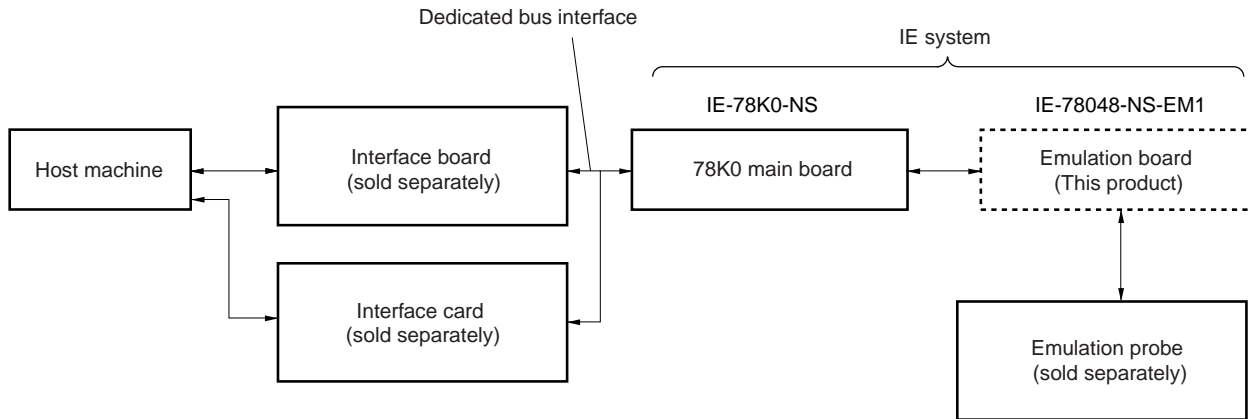 Dedicated bus interface
IE system
IE-78K0-NS
IE-78048-NS-EM1
Host machine
Interface board
(sold separately)
78K0 main board
Emulation board
(This product)
Interface card
(sold separately)
Emulation probe
(sold separately)